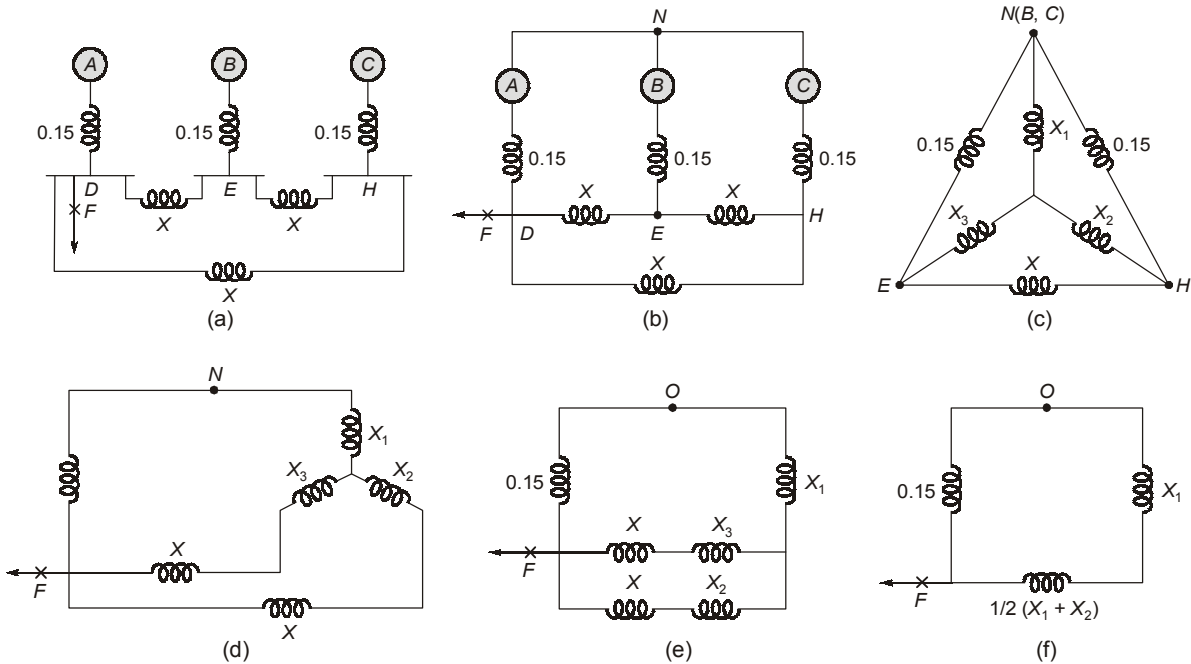 A
B
C
0.15
0.15
0.15
D
E
H
F
X
X
X
(a)
N
A
B
C
0.15
0.15
0.15
X
X
F
D
E
H
X
(b)
N(B, C)
0.15
X1
0.15
X3
X2
E
X
H
(c)
N
X1
X3
X2
X
F
X
(d)
O
0.15
X1
X
X3
F
X
X2
(e)
O
0.15
X1
F
1/2 (X1 + X2)
(f)